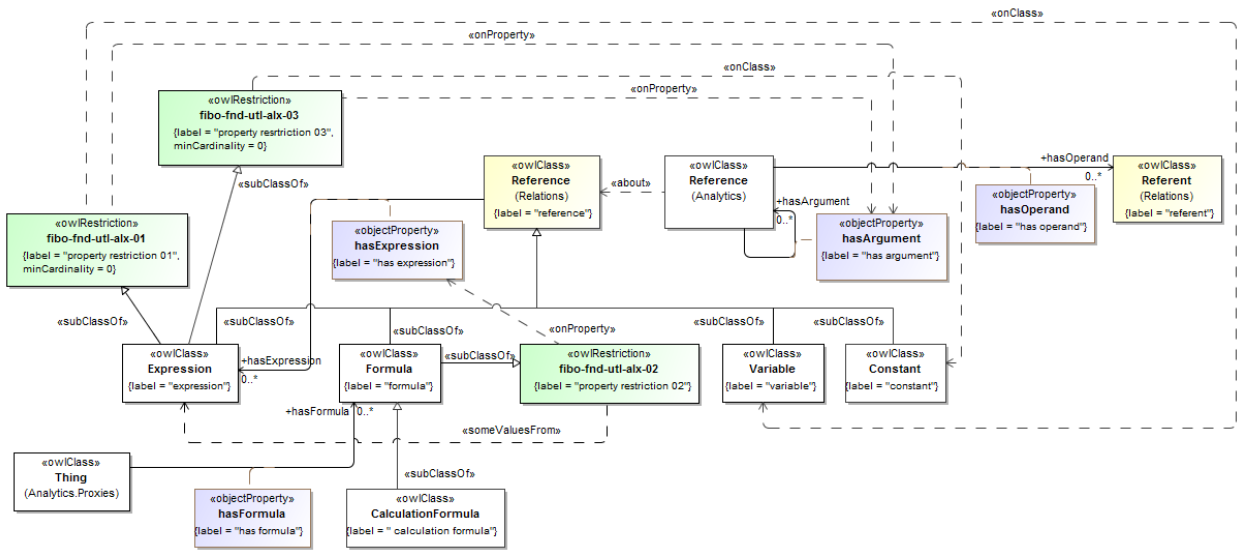 «onClass»
«onProperty»
«onClass»
«onProperty»
«owlRestriction»
fibo-fnd-utl-alx-03
{label = "property resrtriction 03",
minCardinality = 0}
«subClassOf»
«owlClass»
Reference
(Relations)
{label = "reference"}
«about»
«owlClass»
Reference
(Analytics)
+hasOperand
0..*
«owlClass»
Referent
(Relations)
{label = "referent"}
«objectProperty»
hasOperand
{label = "has operand"}
+hasArgument
0..*
«objectProperty»
hasArgument
{label = "has argument"}
«owlRestriction»
fibo-fnd-utl-alx-01
{label = "property restriction 01",
minCardinality = 0}
«objectProperty»
hasExpression
{label = "has expression"}
«subClassOf»
«subClassOf»
«subClassOf»
«onProperty»
«subClassOf»
«subClassOf»
«owlClass»
Expression
{label = "expression"}
+hasExpression
0..*
«owlClass»
Formula
{label = "formula"}
«subClassOf»
«owlRestriction»
fibo-fnd-utl-alx-02
{label = "property restriction 02"}
«owlClass»
Variable
{label = "variable"}
«owlClass»
Constant
{label = "constant"}
+hasFormula
0..*
«someValuesFrom»
«owlClass»
Thing
(Analytics.Proxies)
«subClassOf»
«objectProperty»
hasFormula
{label = "has formula"}
«owlClass»
CalculationFormula
{label = " calculation formula"}